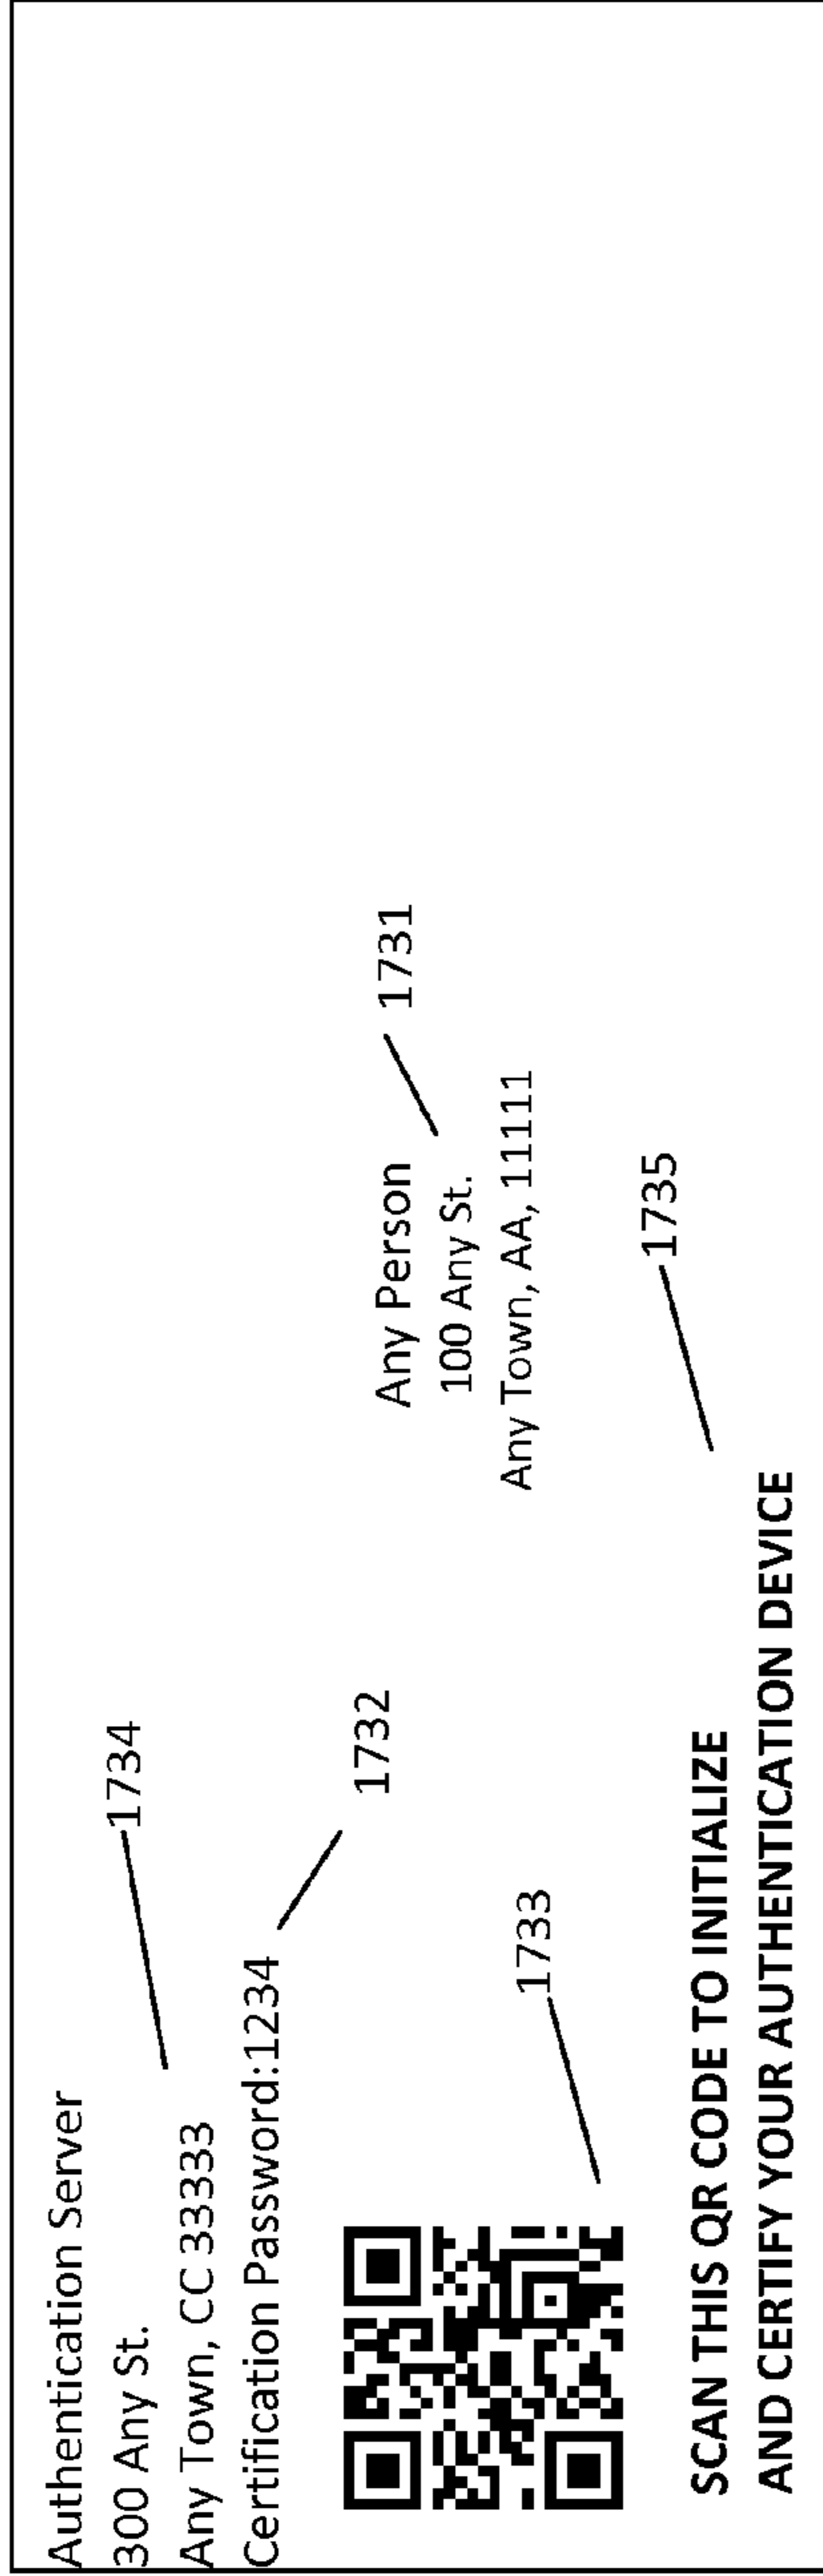 Authentication Server
300 Any St.
1734
Any Town, CC 33333
Certification Password:1234
1732
Any Person
1731
100 Any St.
Any Town, AA, 11111
1733
1735
SCAN THIS QR CODE TO INITIALIZE
AND CERTIFY YOUR AUTHENTICATION DEVICE